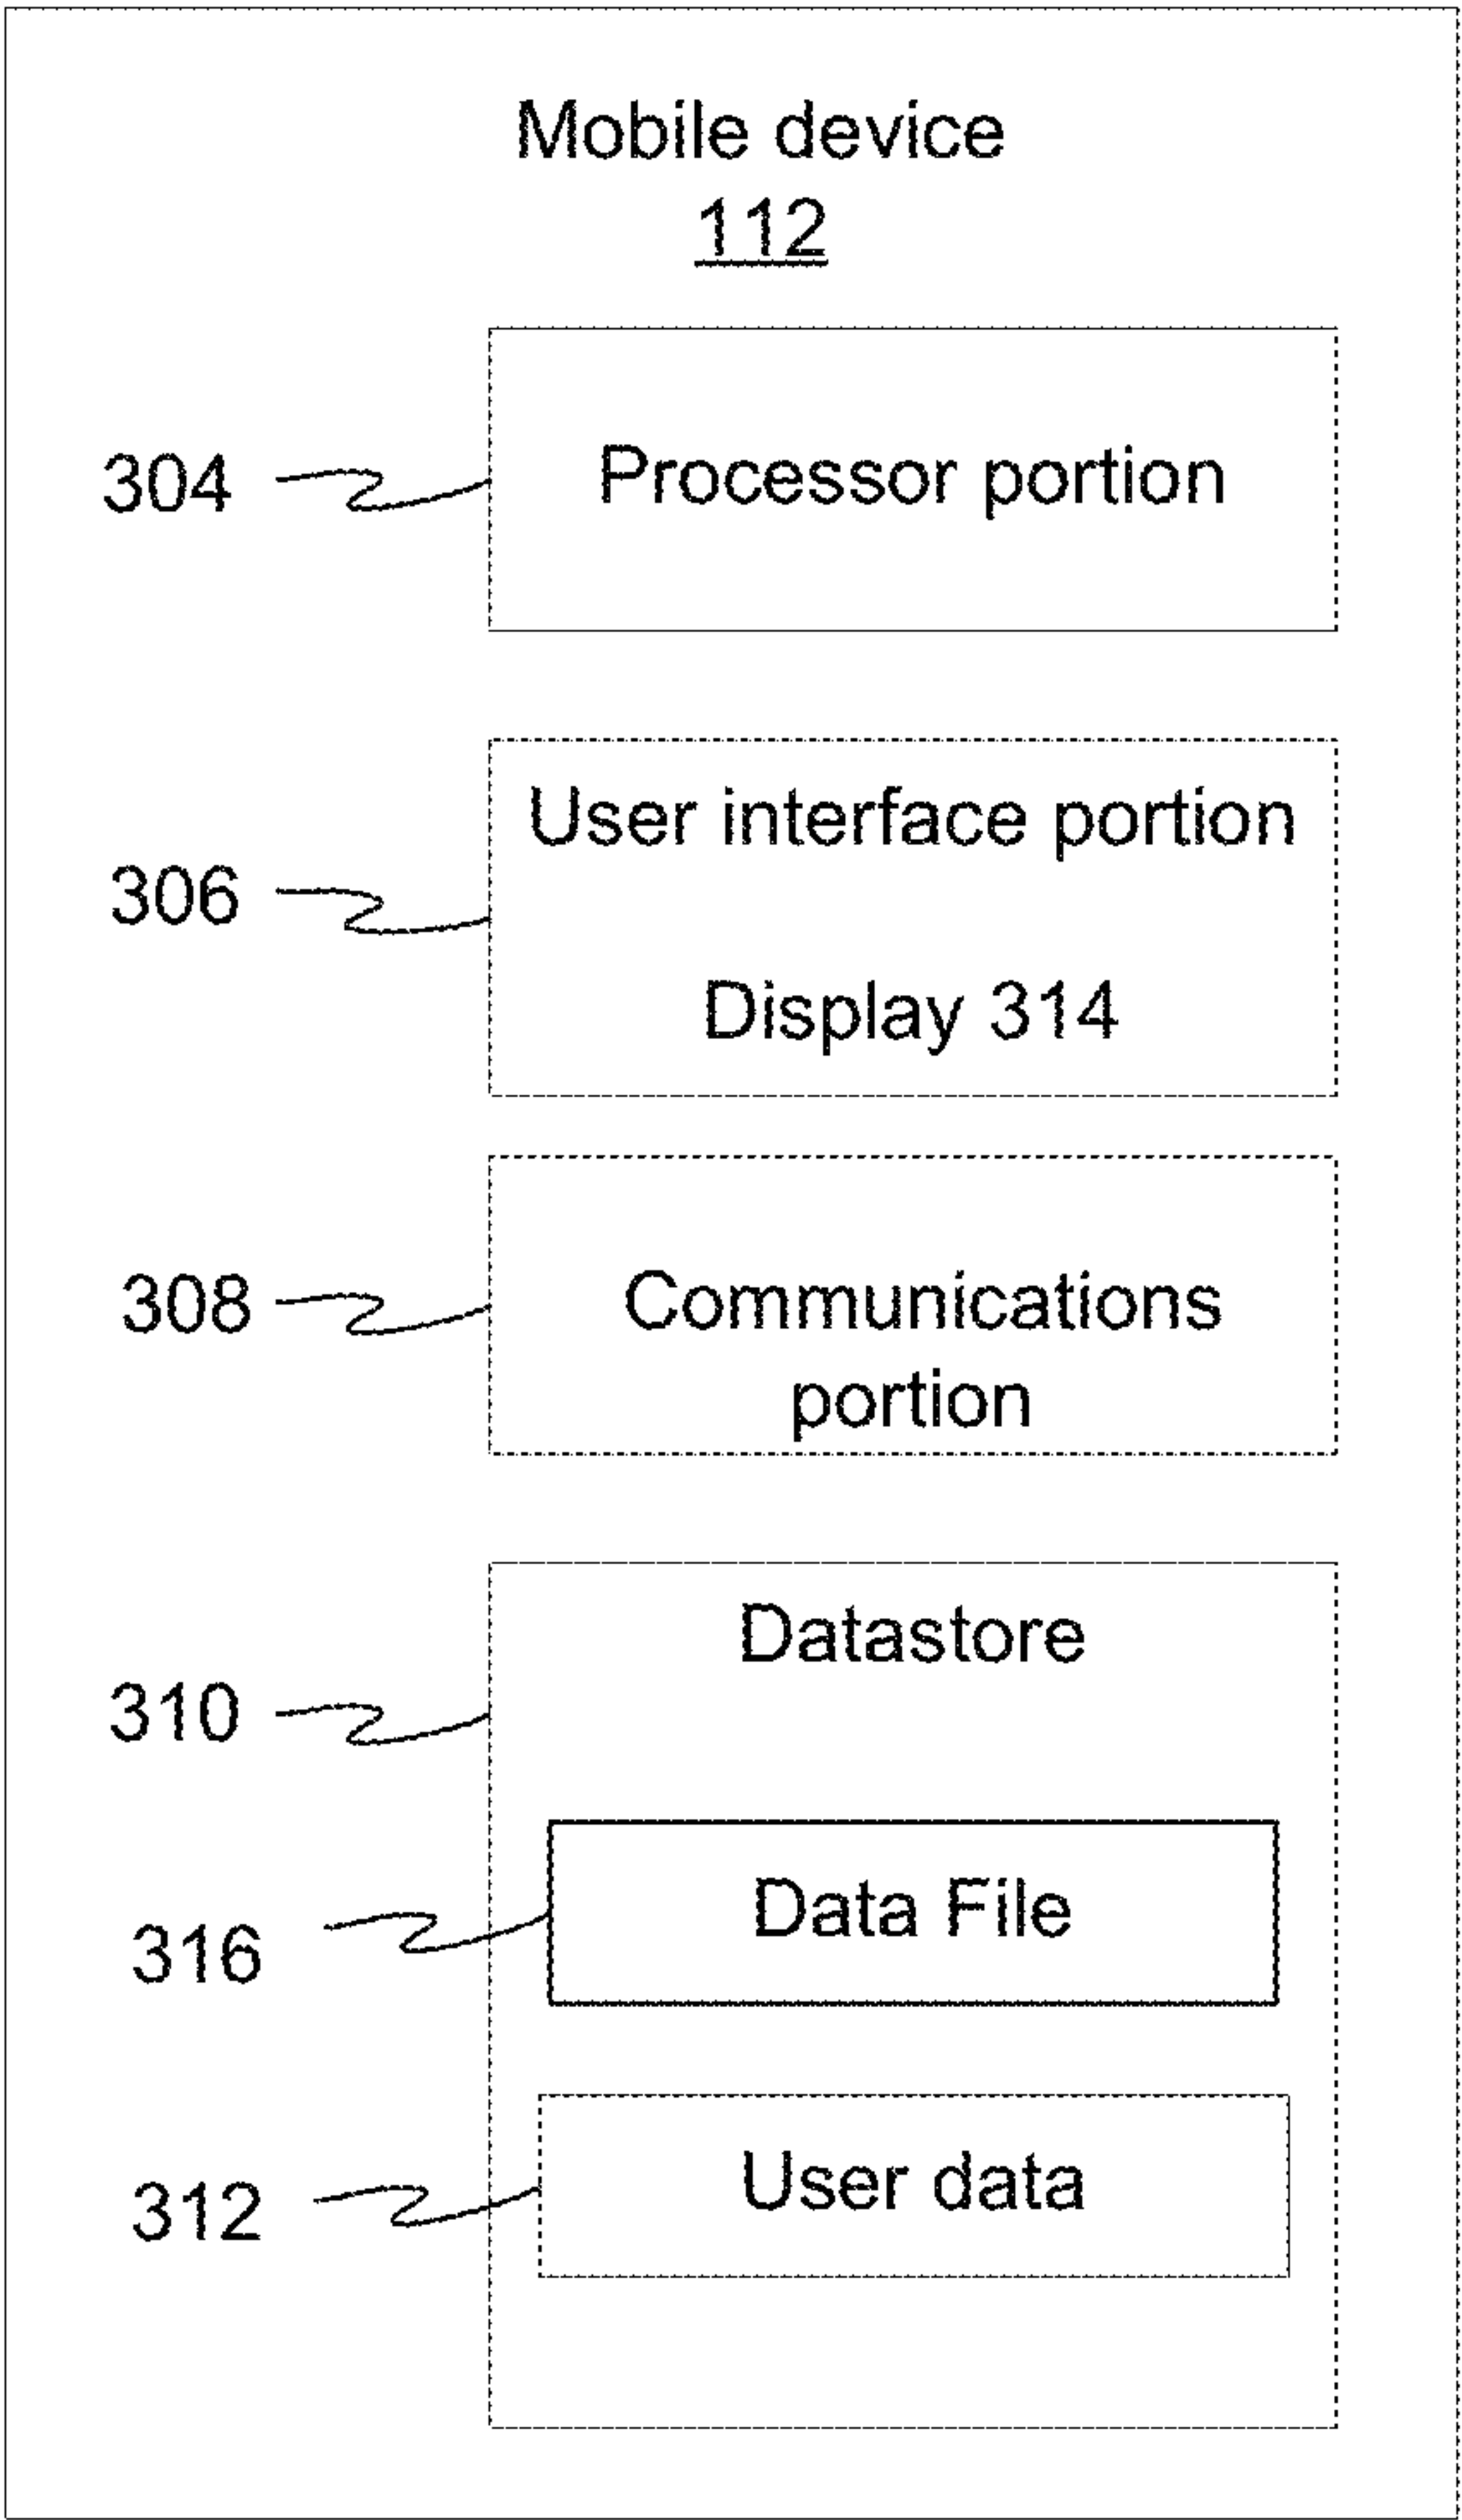 Mobile device
112
304
Processor portion
306
User interface portion
Display 314
308
Communications
portion
310
Datastore
316
Data File
312
User data